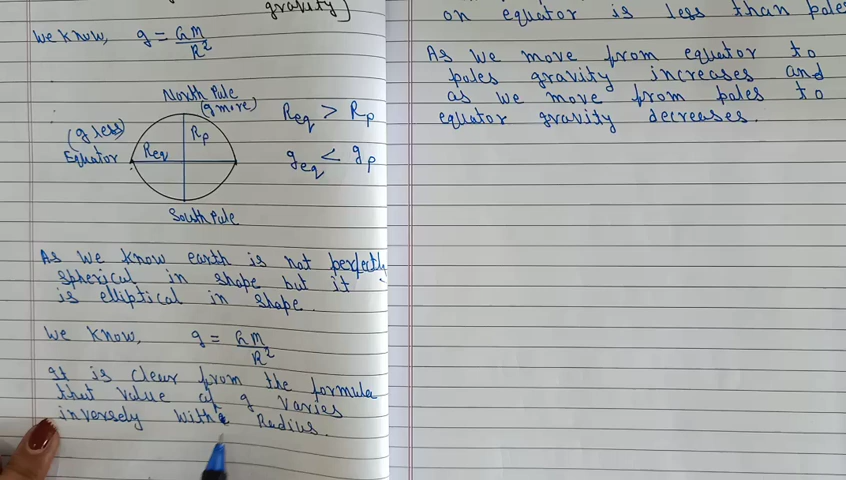 gravity]
We know, g = GM
R²
North Pole
(g more)
(g less)
Equator
Req
Rp
Req > Rp
geq < gp
South Pole
As we know earth is not perfectly
spherical in shape but it
is elliptical in shape.
We know, g = GM
R²
It is clear from the formula
that value of g varies
inversely with Radius.
on equator is less than poles
As we move from equator to
poles gravity increases and
as we move from poles to
equator gravity decreases.